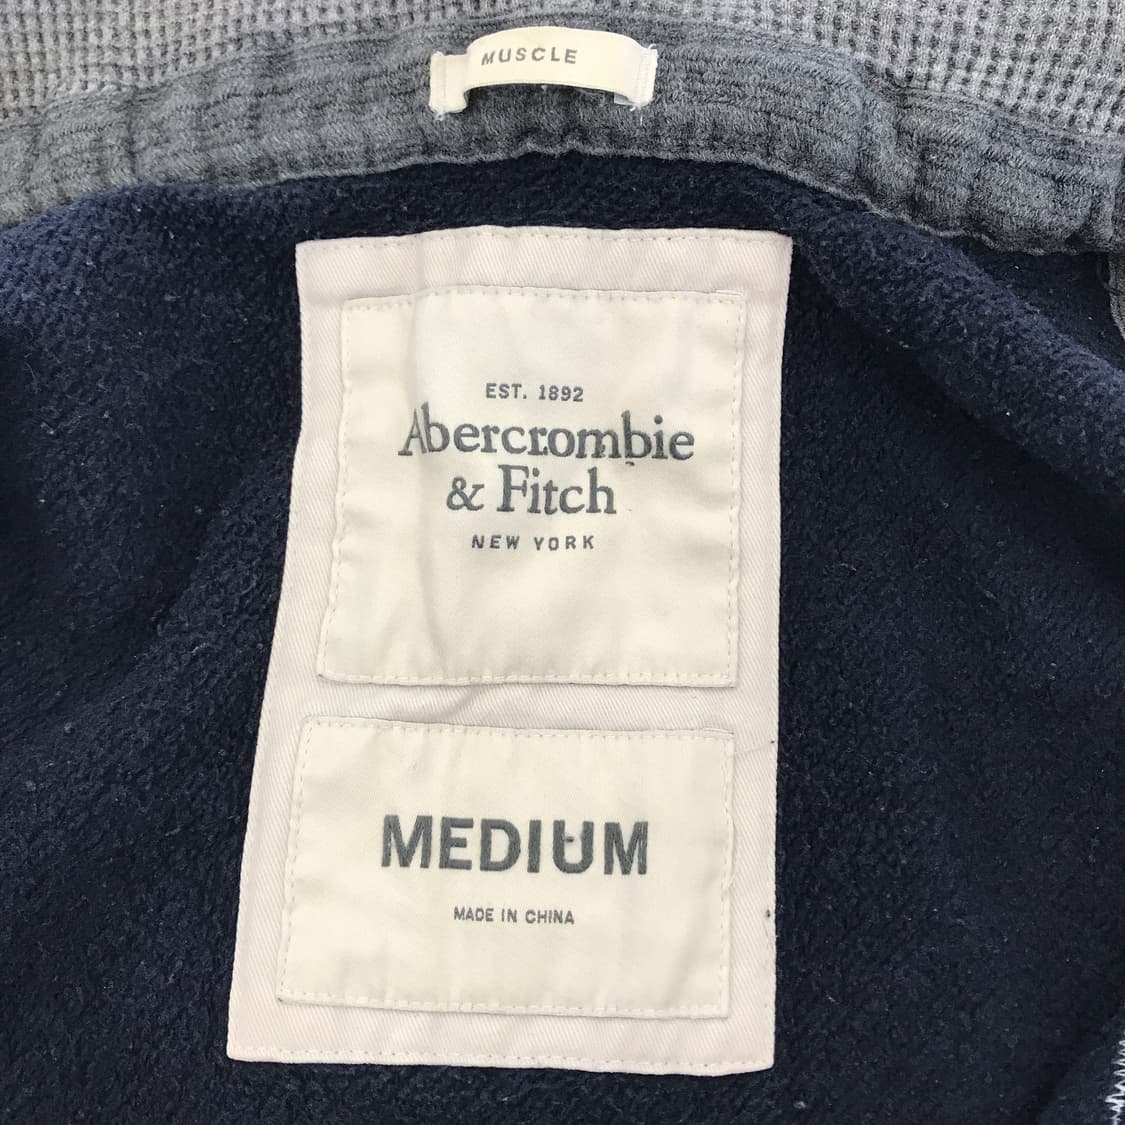 MUSCLE
EST. 1892
Abercrombie
& Fitch
NEW YORK
MEDIUM
MADE IN CHINA